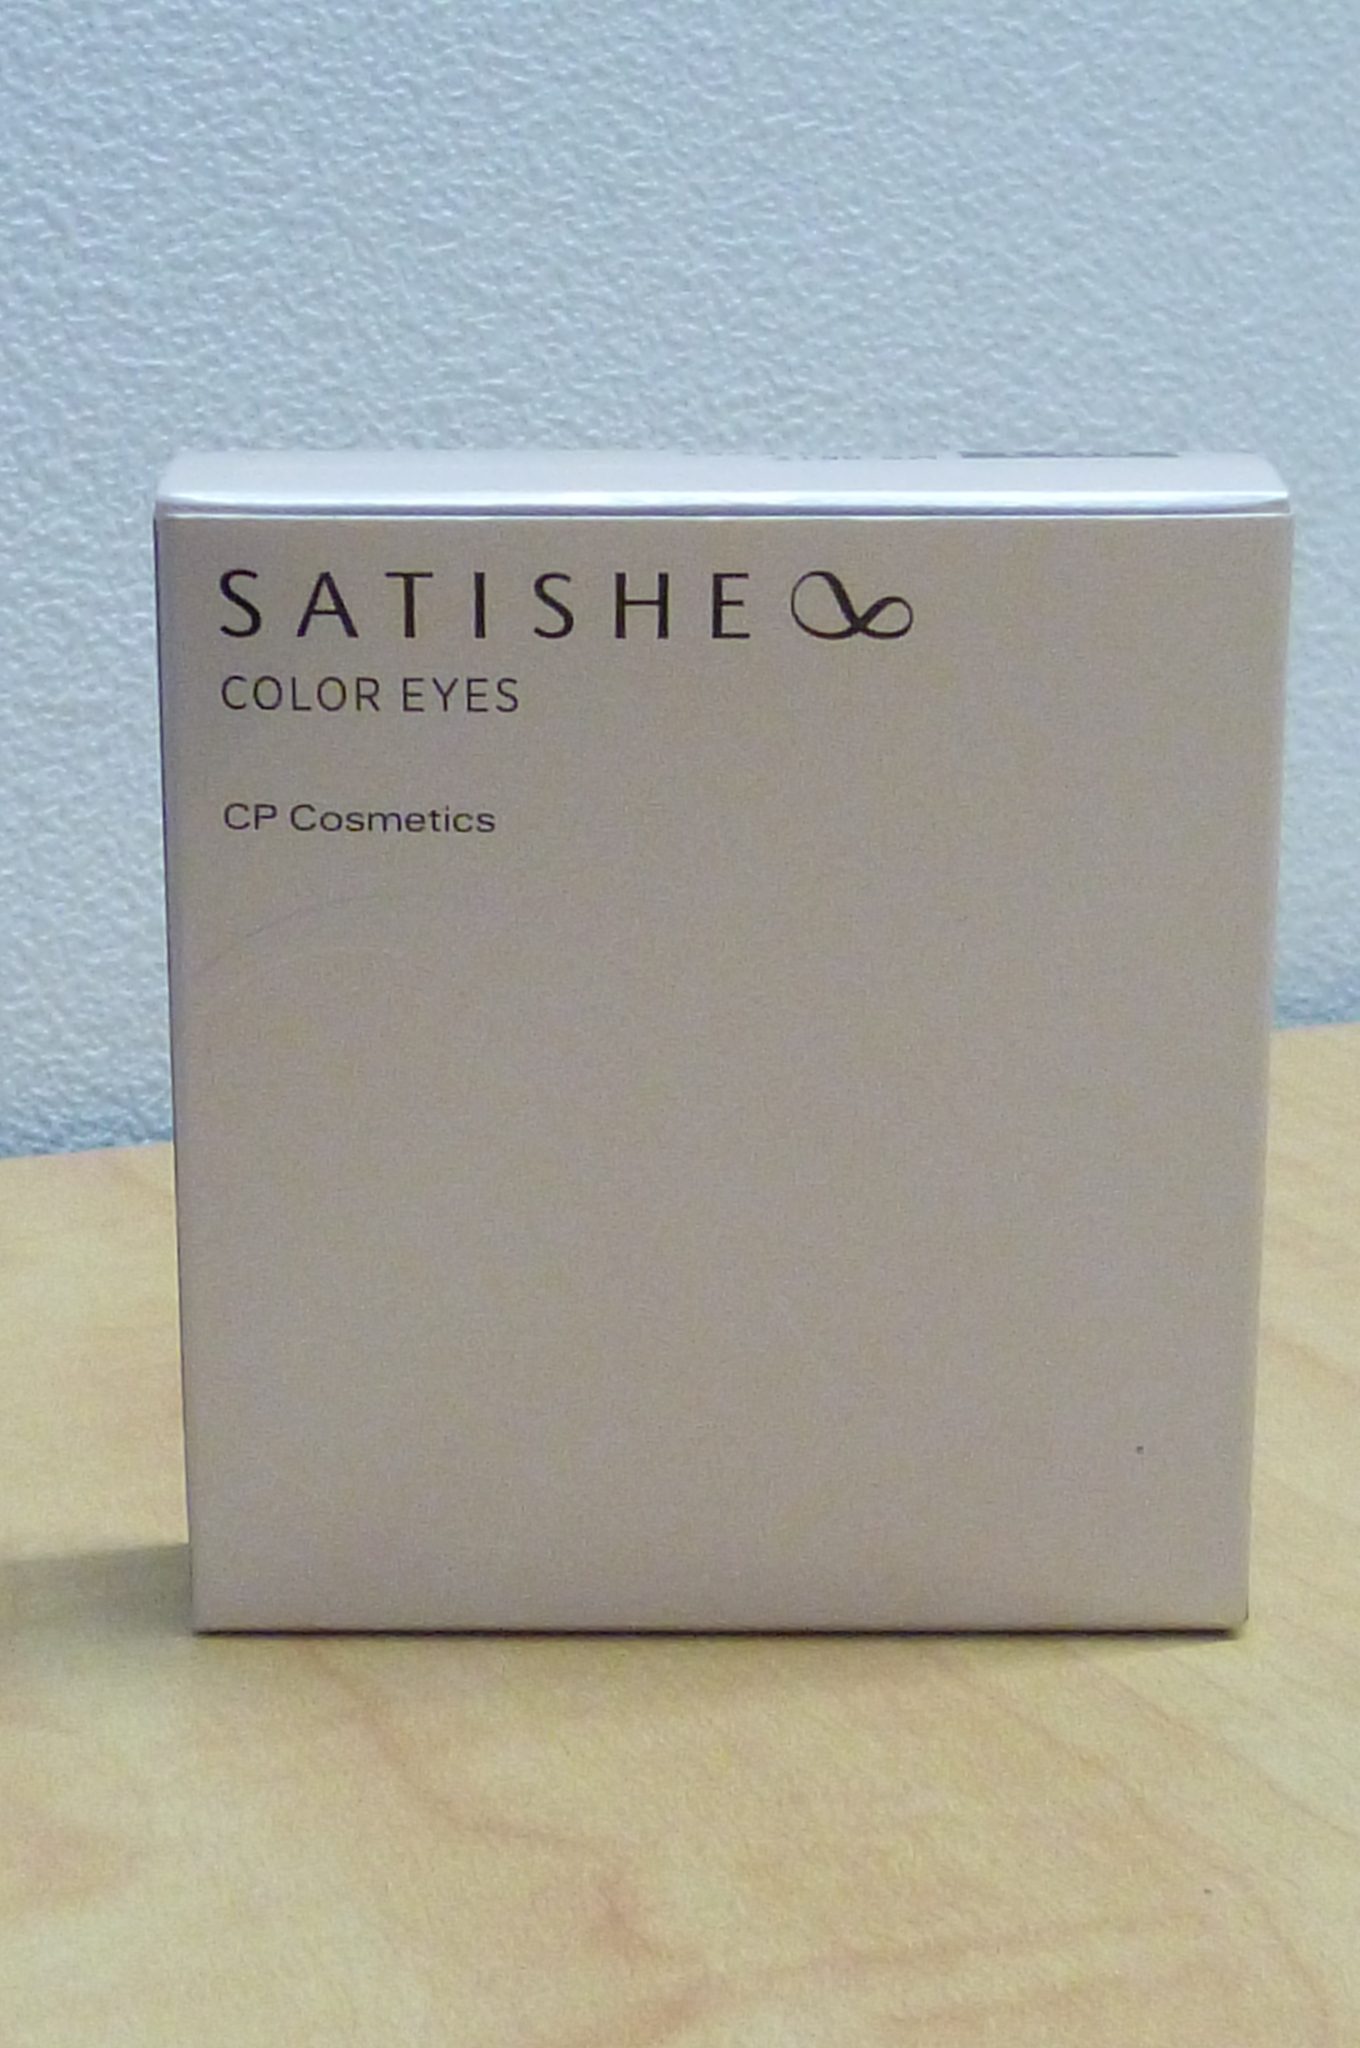 SATISHE
COLOR EYES
CP Cosmetics